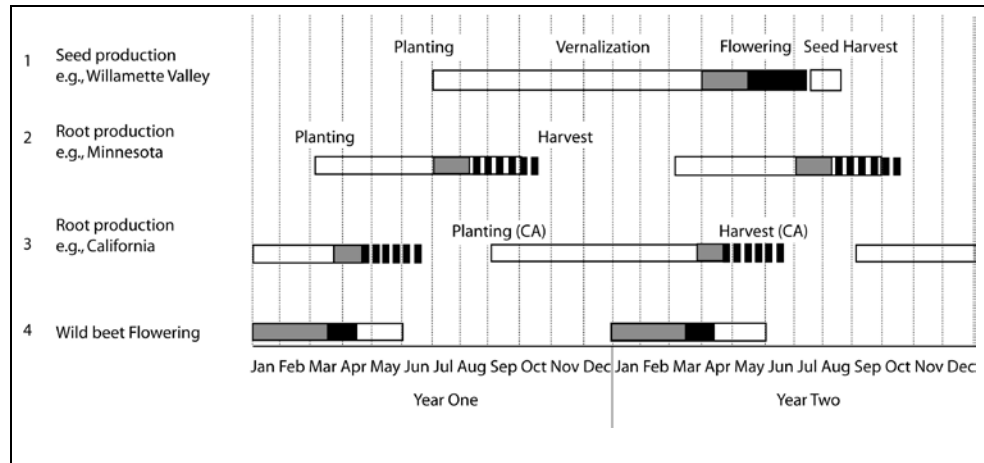 Planting Vernalization Flowering Seed Harvest
1 Seed production
e.g., Willamette Valley
2 Root production
e.g., Minnesota
Planting Harvest
3 Root production
e.g., California
Planting (CA) Harvest (CA)
4 Wild beet Flowering
Jan Feb Mar Apr May Jun Jul Aug Sep Oct Nov Dec Jan Feb Mar Apr May Jun Jul Aug Sep Oct Nov Dec
Year One Year Two